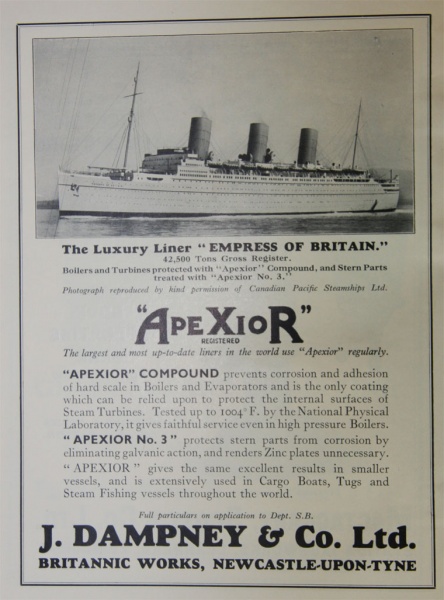 The Luxury Liner "EMPRESS OF BRITAIN."
42,500 Tons Gross Register.
Boilers and Turbines protected with "Apexior" Compound, and Stern Parts
treated with "Apexior No. 3."
Photograph reproduced by kind permission of Canadian Pacific Steamships Ltd.
"APEXIOR"
REGISTERED
The largest and most up-to-date liners in the world use "Apexior" regularly.
"APEXIOR" COMPOUND prevents corrosion and adhesion
of hard scale in Boilers and Evaporators and is the only coating
which can be relied upon to protect the internal surfaces of
Steam Turbines. Tested up to 1004° F. by the National Physical
Laboratory, it gives faithful service even in high pressure Boilers.
"APEXIOR No. 3" protects stern parts from corrosion by
eliminating galvanic action, and renders Zinc plates unnecessary.
"APEXIOR" gives the same excellent results in smaller
vessels, and is extensively used in Cargo Boats, Tugs and
Steam Fishing vessels throughout the world.
Full particulars on application to Dept. S.B.
J. DAMPNEY & Co. Ltd.
BRITANNIC WORKS, NEWCASTLE-UPON-TYNE